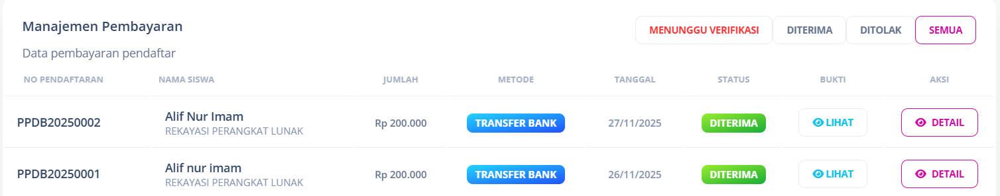 Manajemen Pembayaran
MENUNGGU VERIFIKASI DITERIMA DITOLAK SEMUA
Data pembayaran pendaftar
NO PENDAFTARAN NAMA SISWA JUMLAH METODE TANGGAL STATUS BUKTI AKSI
PPDB20250002 Alif Nur Imam Rp 200.000 TRANSFER BANK 27/11/2025 DITERIMA LIHAT DETAIL
REKAYASI PERANGKAT LUNAK
PPDB20250001 Alif nur imam Rp 200.000 TRANSFER BANK 26/11/2025 DITERIMA LIHAT DETAIL
REKAYASI PERANGKAT LUNAK